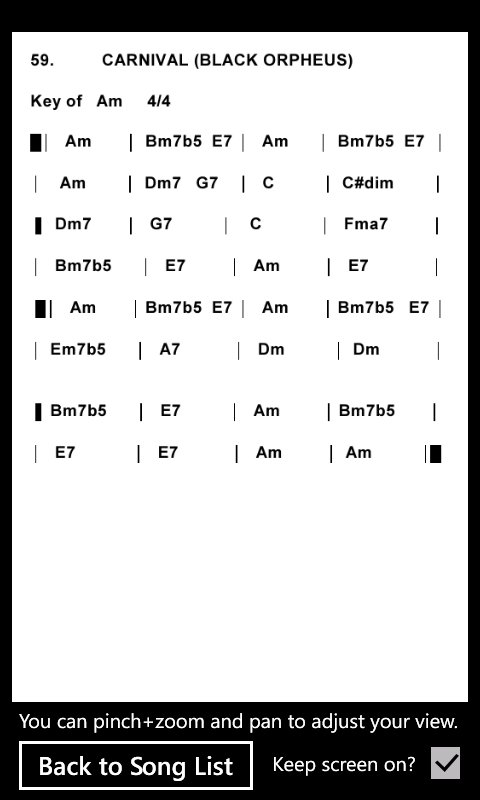 59. CARNIVAL (BLACK ORPHEUS)
Key of Am 4/4
| Am | Bm7b5 E7 | Am | Bm7b5 E7 |
| Am | Dm7 G7 | C | C#dim |
| Dm7 | G7 | C | Fma7 |
| Bm7b5 | E7 | Am | E7 |
| Am | Bm7b5 E7 | Am | Bm7b5 E7 |
| Em7b5 | A7 | Dm | Dm |
| Bm7b5 | E7 | Am | Bm7b5 |
| E7 | E7 | Am | Am |
You can pinch+zoom and pan to adjust your view.
Back to Song List Keep screen on?